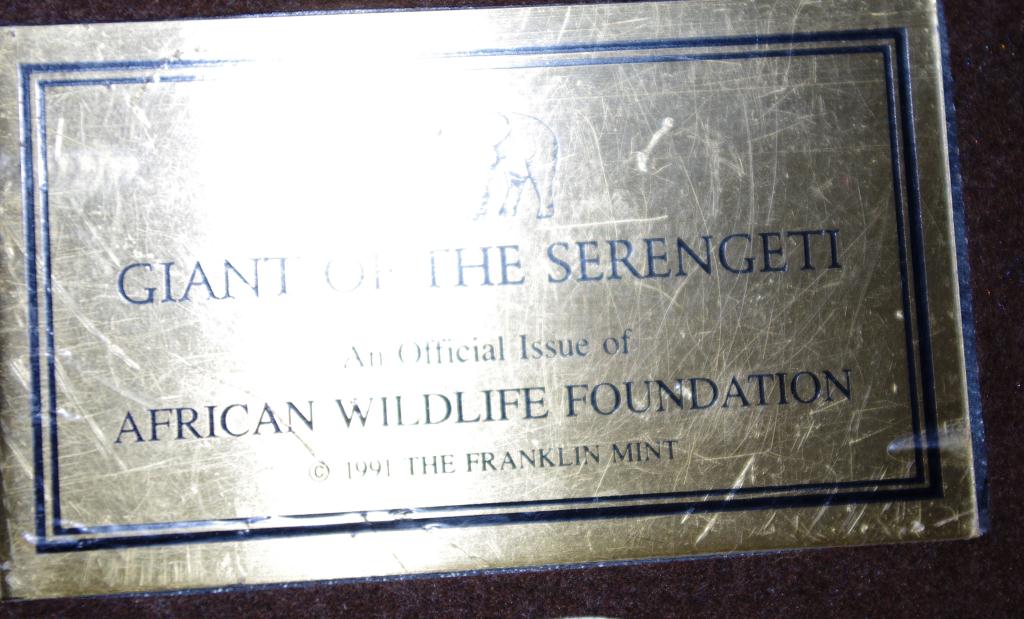 GIANT OF THE SERENGETI
An Official Issue of
AFRICAN WILDLIFE FOUNDATION
© 1991 THE FRANKLIN MINT